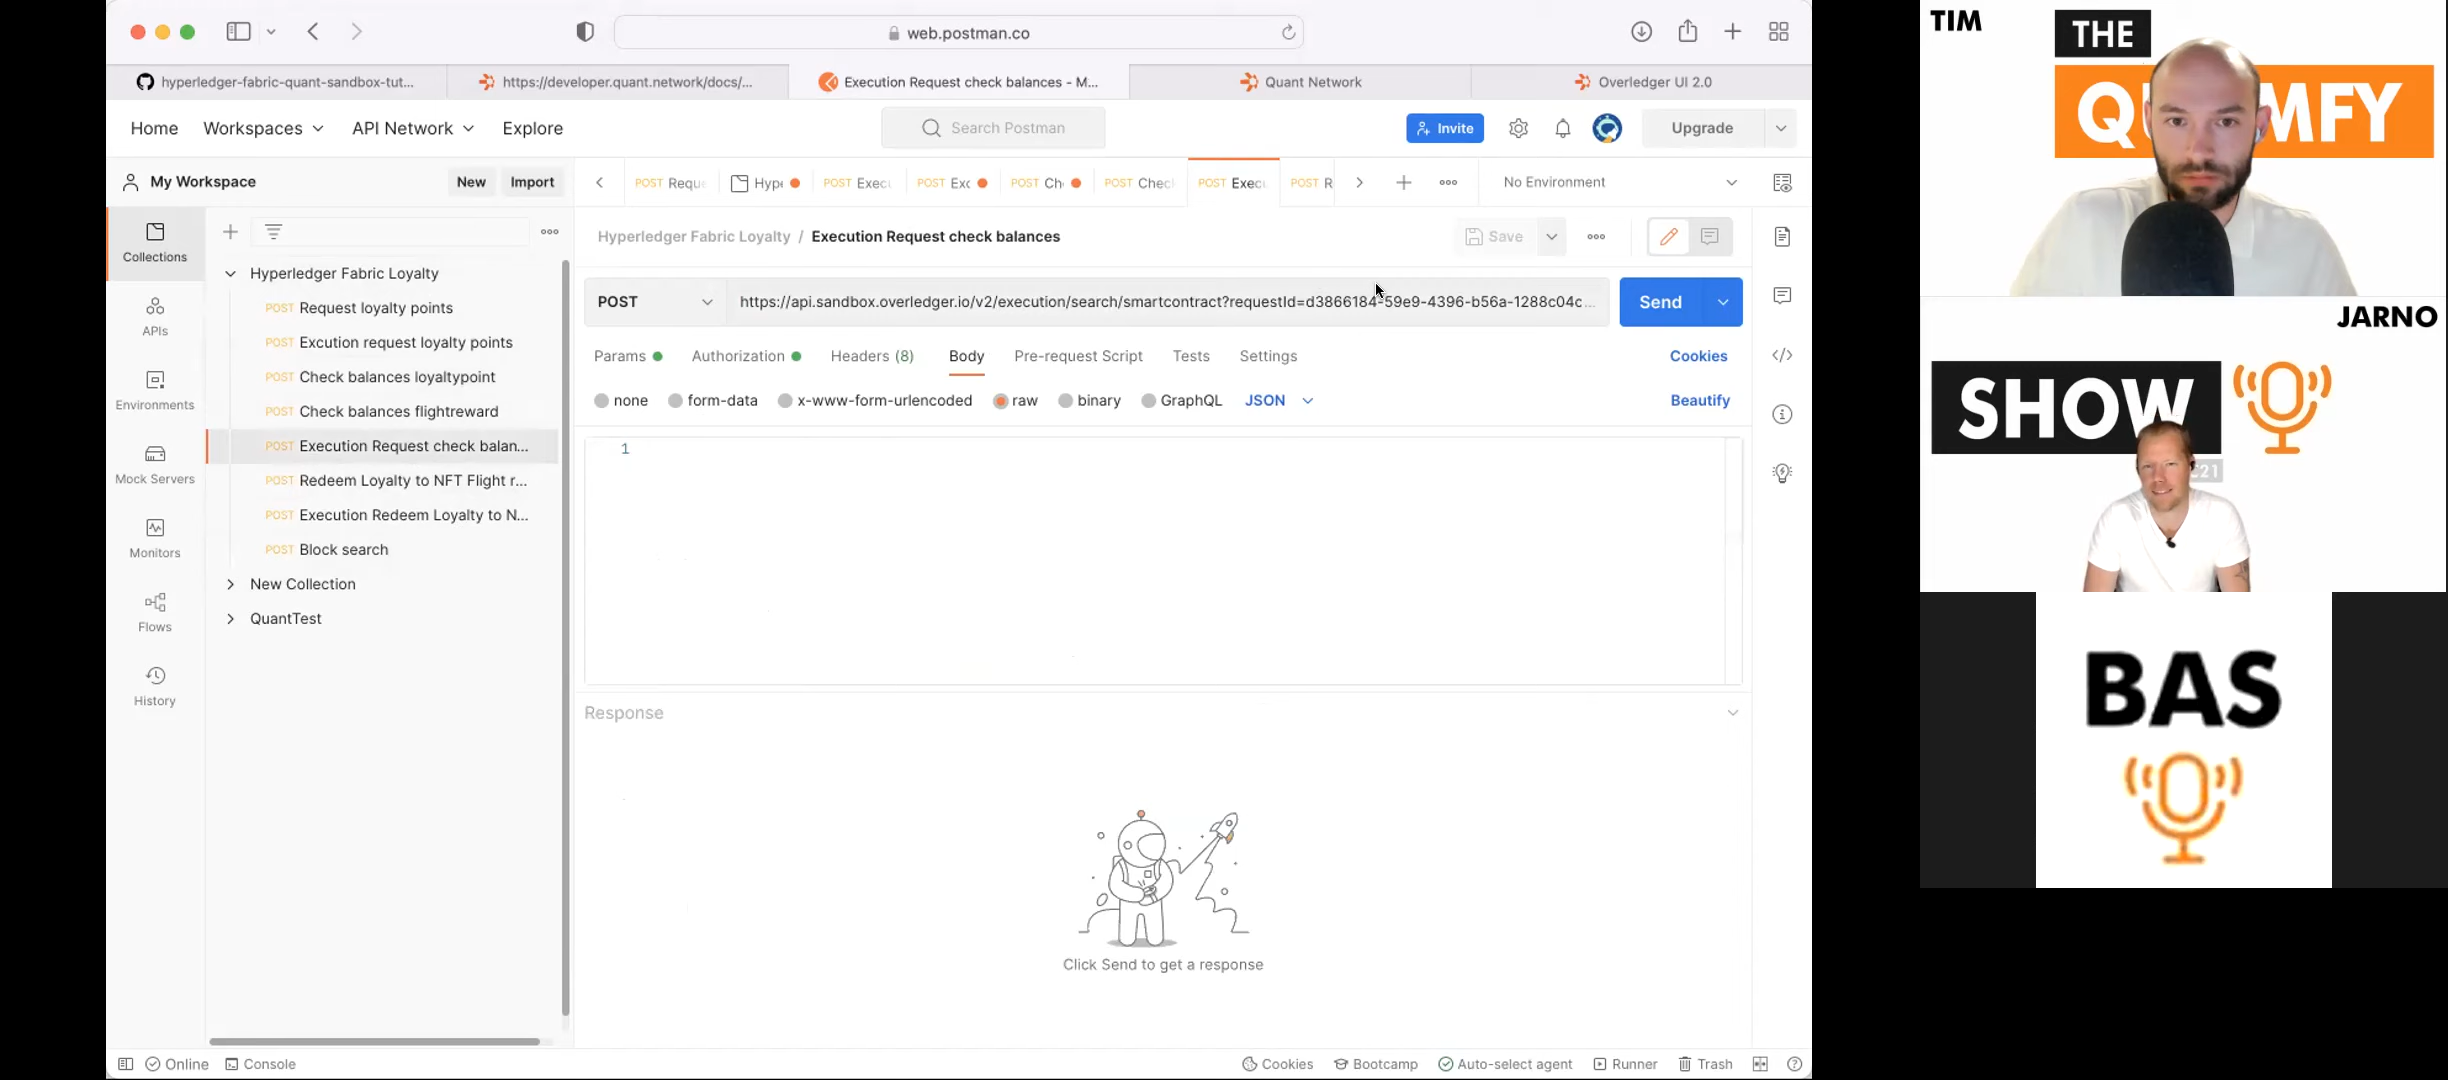 web.postman.co
hyperledger-fabric-quant-sandbox-tut...
https://developer.quant.network/docs/...
Execution Request check balances - M...
Quant Network
Overledger UI 2.0
Home
Workspaces
API Network
Explore
Search Postman
Invite
Upgrade
My Workspace
New
Import
POST Reque
Hype
POST Execu
POST Exc
POST Ch
POST Chec
POST Execu
POST R
No Environment
Collections
APIs
Environments
Mock Servers
Monitors
Flows
History
Hyperledger Fabric Loyalty
POST Request loyalty points
POST Excution request loyalty points
POST Check balances loyaltypoint
POST Check balances flightreward
POST Execution Request check balan...
POST Redeem Loyalty to NFT Flight r...
POST Execution Redeem Loyalty to N...
POST Block search
New Collection
QuantTest
Hyperledger Fabric Loyalty / Execution Request check balances
Save
POST
https://api.sandbox.overledger.io/v2/execution/search/smartcontract?requestId=d3866184-59e9-4396-b56a-1288c04c...
Send
Params
Authorization
Headers (8)
Body
Pre-request Script
Tests
Settings
Cookies
none
form-data
x-www-form-urlencoded
raw
binary
GraphQL
JSON
Beautify
1
Response
Click Send to get a response
Online
Console
Cookies
Bootcamp
Auto-select agent
Runner
Trash
TIM
THE
JARNO
SHOW
BAS